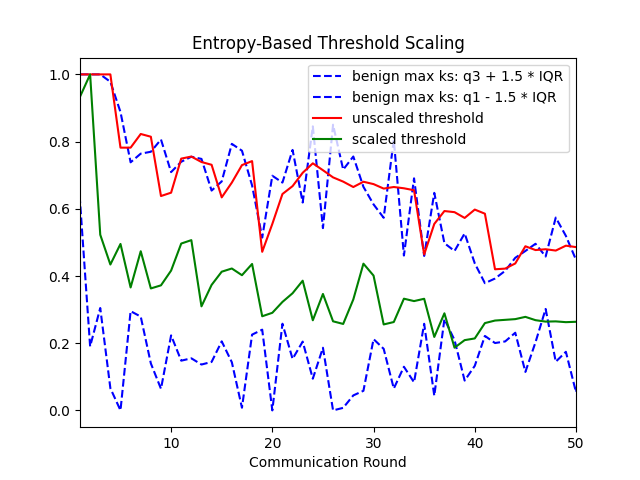 Entropy-Based Threshold Scaling
benign max ks: q3 + 1.5 * IQR
benign max ks: q1 - 1.5 * IQR
unscaled threshold
scaled threshold
1.0
0.8
0.6
0.4
0.2
0.0
10 20 30 40 50
Communication Round